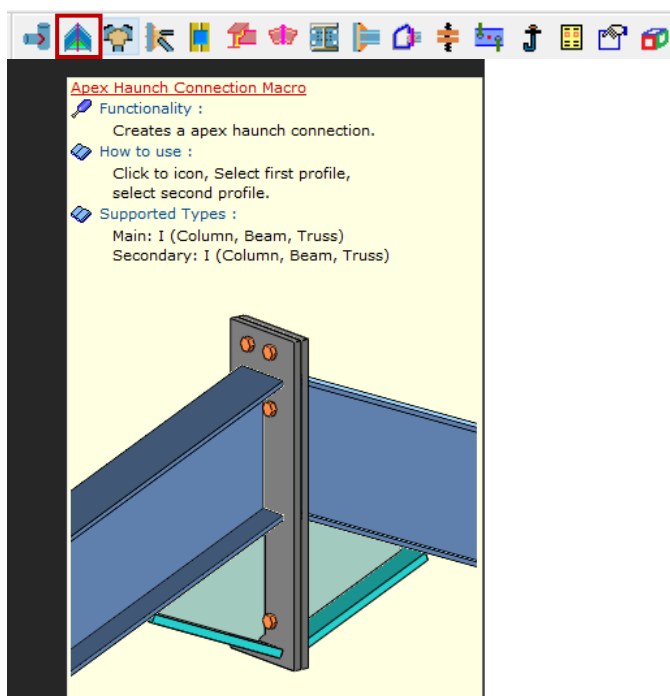 Apex Haunch Connection Macro
Functionality :
Creates a apex haunch connection.
How to use :
Click to icon, Select first profile,
select second profile.
Supported Types :
Main: I (Column, Beam, Truss)
Secondary: I (Column, Beam, Truss)